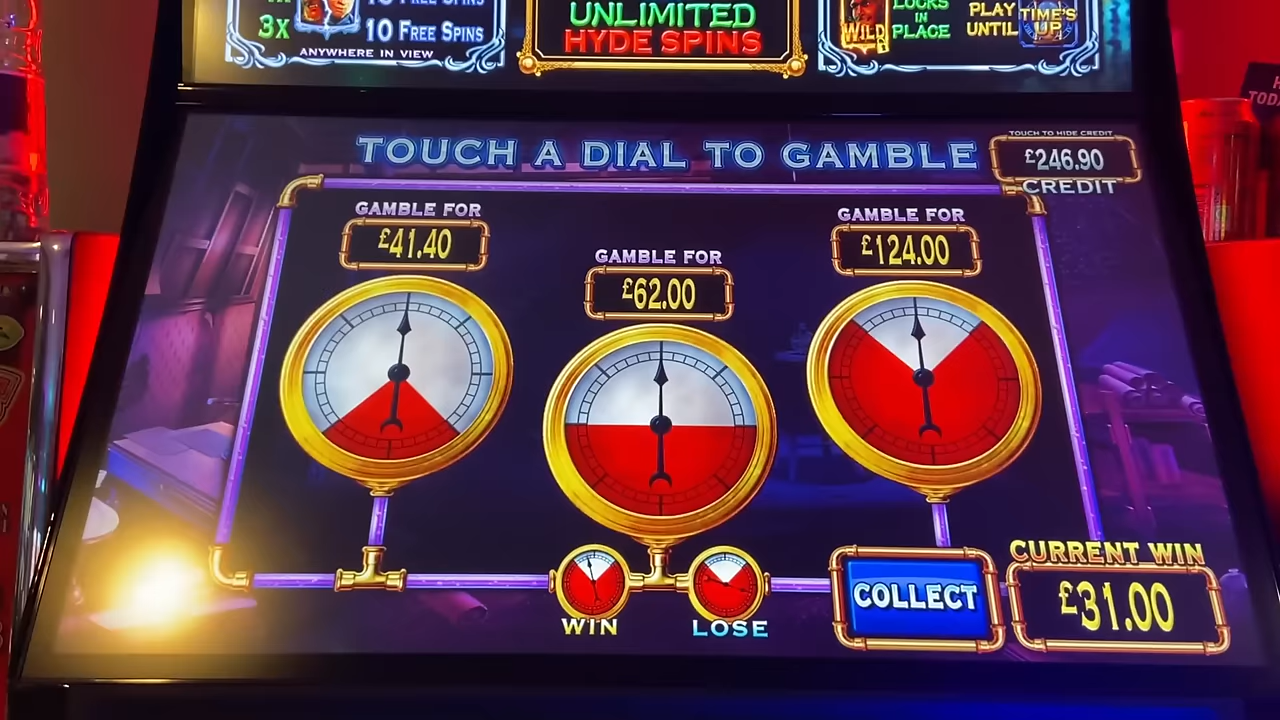 3X
10 FREE SPINS
ANYWHERE IN VIEW
UNLIMITED
HYDE SPINS
WILD
LOCKS
IN
PLACE
PLAY
UNTIL
TIME'S
UP
TOUCH A DIAL TO GAMBLE
TOUCH TO HIDE CREDIT
£246.90
CREDIT
GAMBLE FOR
£41.40
GAMBLE FOR
£62.00
GAMBLE FOR
£124.00
WIN
LOSE
COLLECT
CURRENT WIN
£31.00